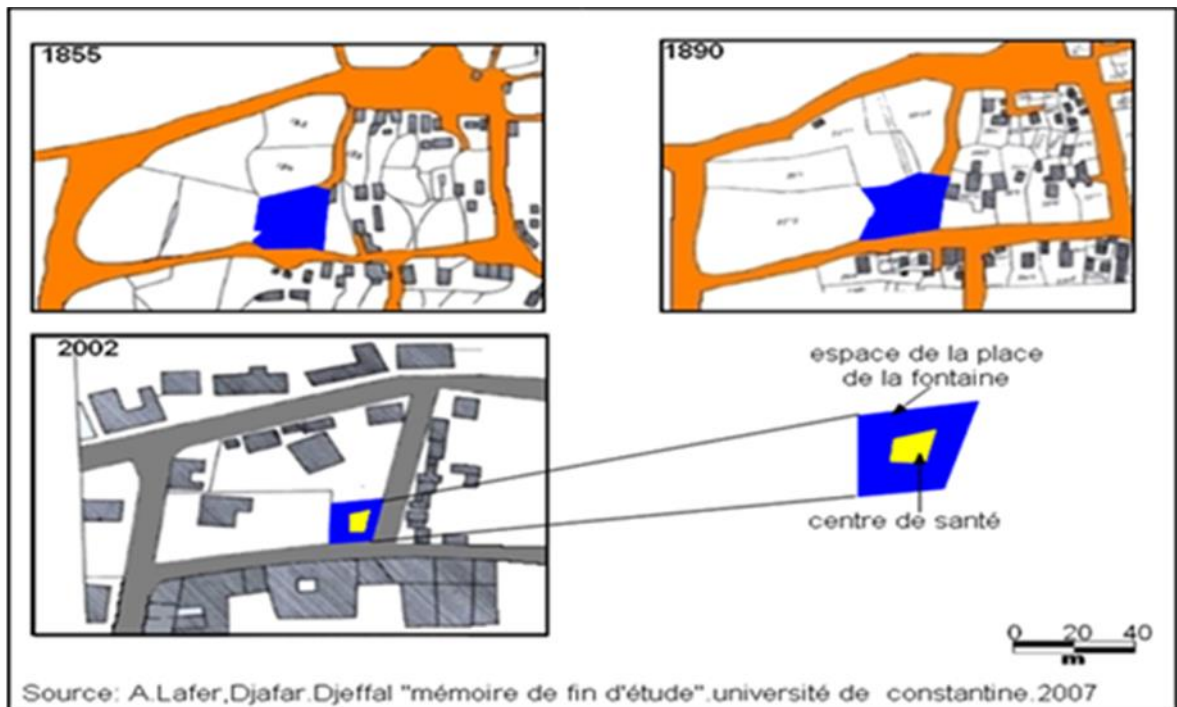 1855
1890
2002
espace de la place
de la fontaine
centre de santé
0 20 40
m
Source: A.Lafer,Djafar.Djeffal "mémoire de fin d'étude".université de constantine.2007